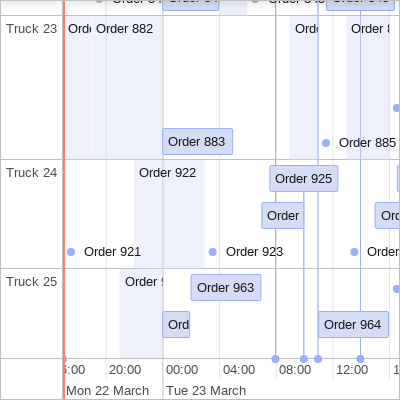 Truck 23
Order 882
Order 883
Order 885
Truck 24
Order 922
Order 925
Order
Order 921
Order 923
Order
Truck 25
Order
Order 963
Order 964
20:00
00:00
04:00
08:00
12:00
Mon 22 March
Tue 23 March